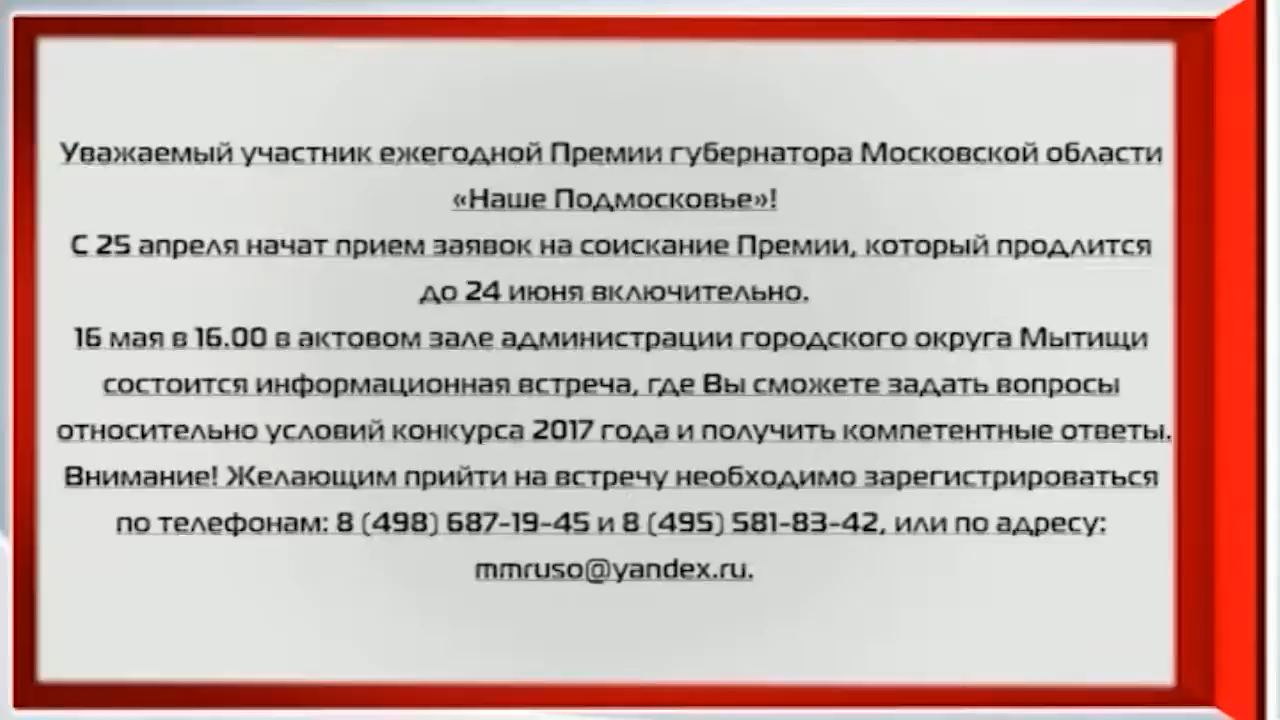 Уважаемый участник ежегодной Премии губернатора Московской области
«Наше Подмосковье»!
С 25 апреля начат прием заявок на соискание Премии, который продлится
до 24 июня включительно.
16 мая в 16.00 в актовом зале администрации городского округа Мытищи
состоится информационная встреча, где Вы сможете задать вопросы
относительно условий конкурса 2017 года и получить компетентные ответы.
Внимание! Желающим прийти на встречу необходимо зарегистрироваться
по телефонам: 8 (498) 687-19-45 и 8 (495) 581-83-42, или по адресу:
mmruso@yandex.ru.